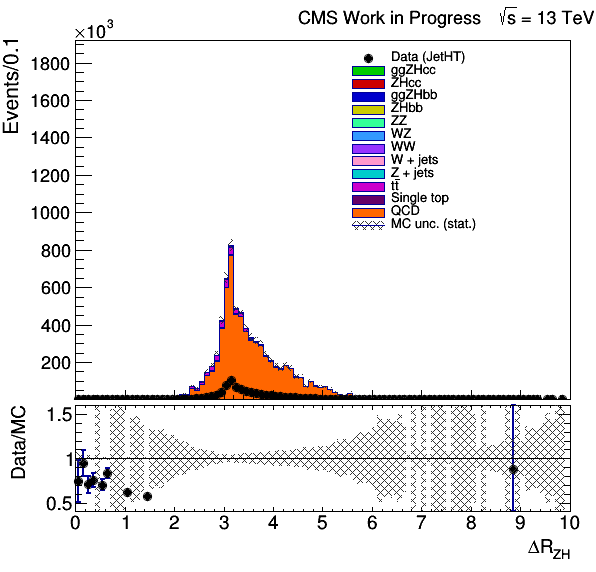 CMS Work in Progress √s = 13 TeV
×10³
Events/0.1
1800
1600
1400
1200
1000
800
600
400
200
Data (JetHT)
ggZHcc
ZHcc
ggZHbb
ZHbb
ZZ
WZ
WW
W + jets
Z + jets
tt̄
Single top
QCD
MC unc. (stat.)
Data/MC
1.5
1
0.5
0 1 2 3 4 5 6 7 8 9 10
ΔR_ZH